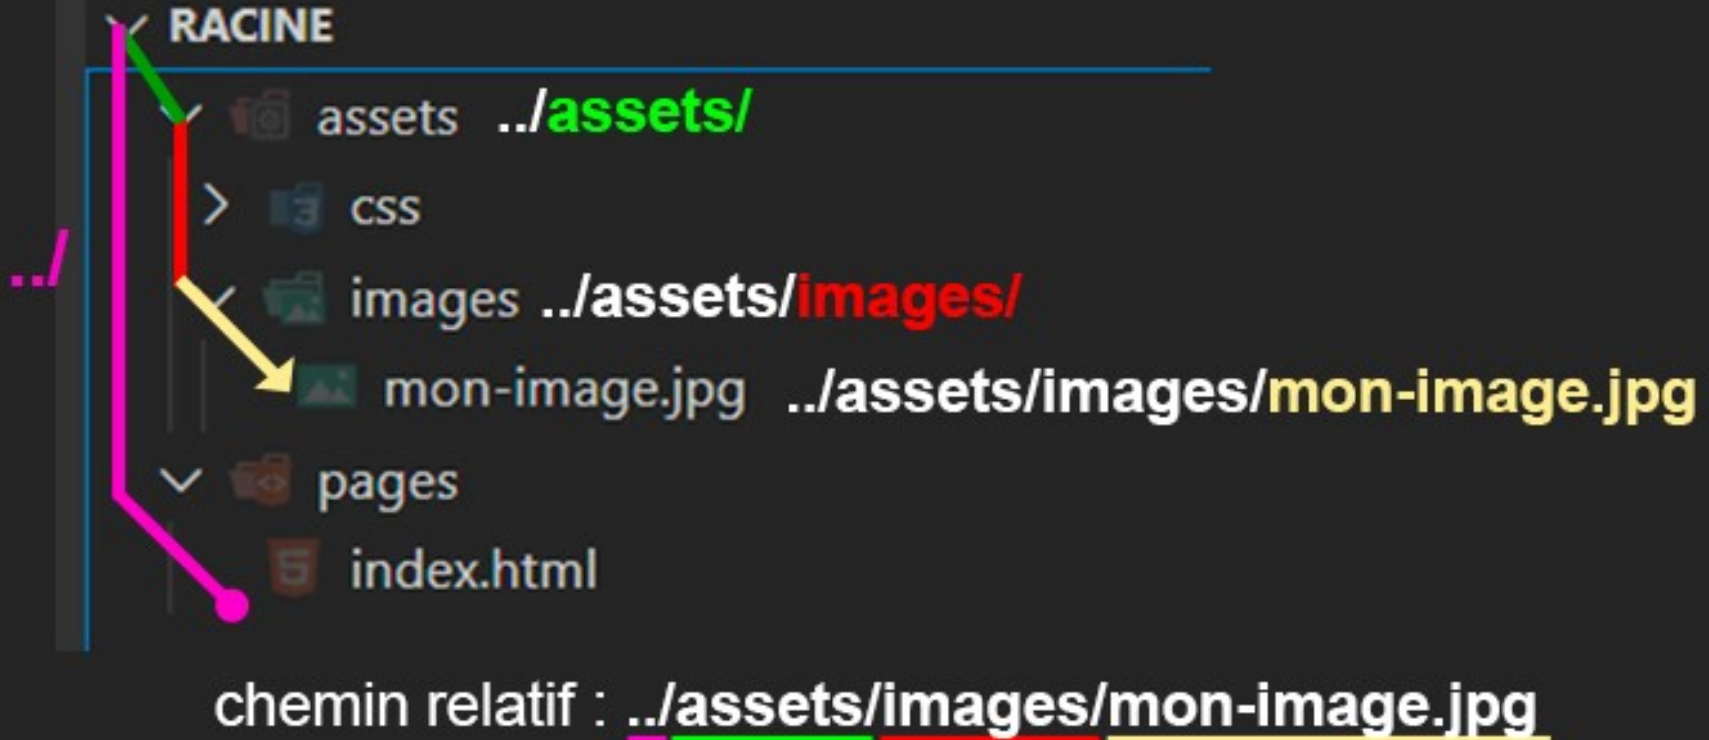 RACINE
assets ../assets/
css
../
images ../assets/images/
mon-image.jpg ../assets/images/mon-image.jpg
pages
index.html
chemin relatif : ../assets/images/mon-image.jpg